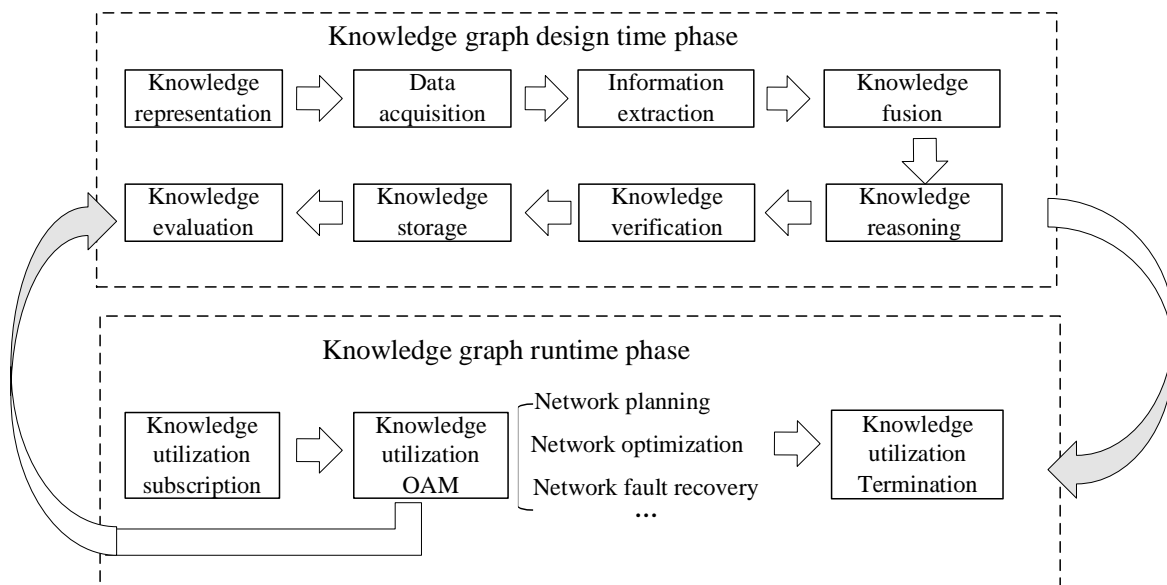 Knowledge graph design time phase
Knowledge
representation
Data
acquisition
Information
extraction
Knowledge
fusion
Knowledge
evaluation
Knowledge
storage
Knowledge
verification
Knowledge
reasoning
Knowledge graph runtime phase
Knowledge
utilization
subscription
Knowledge
utilization
OAM
Network planning
Network optimization
Network fault recovery
...
Knowledge
utilization
Termination